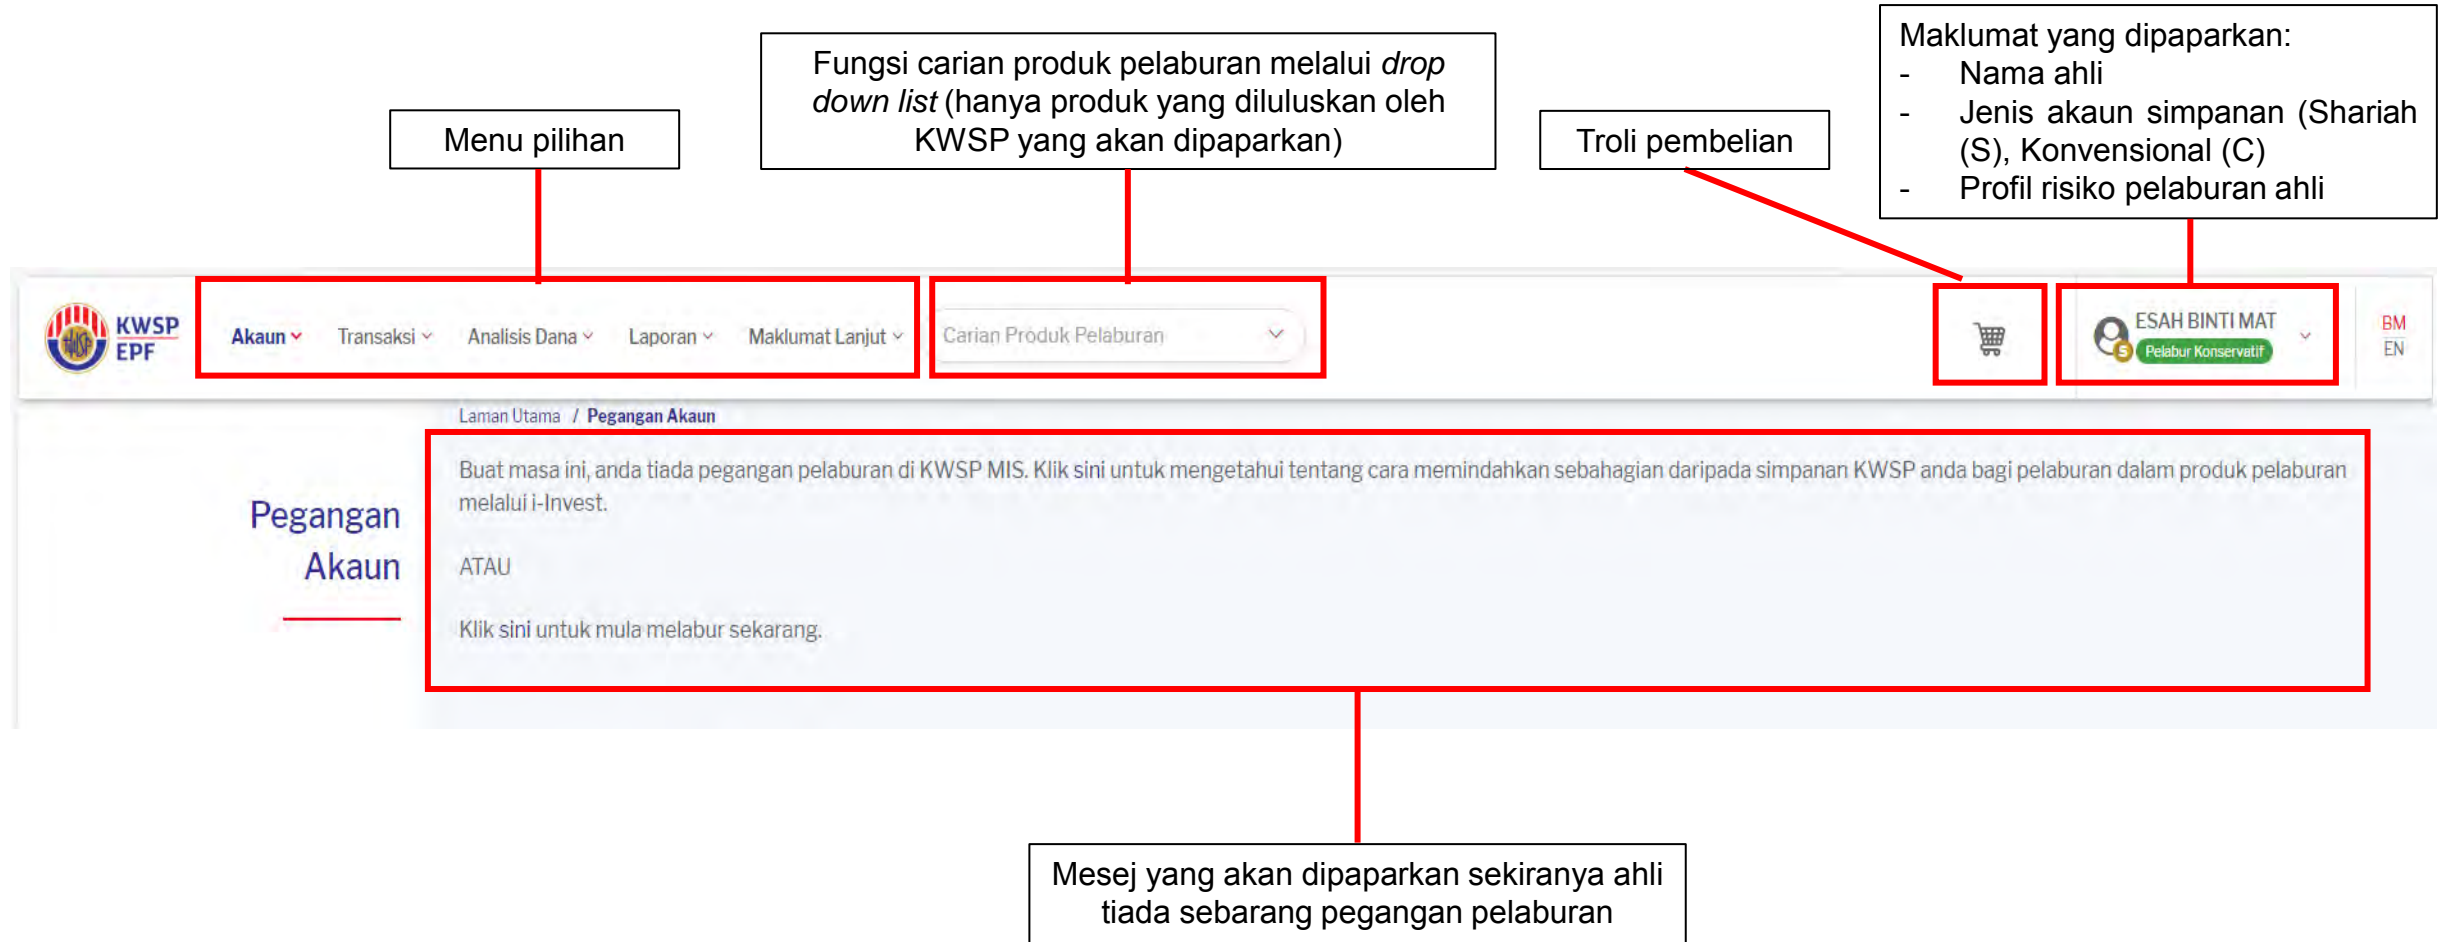 Maklumat yang dipaparkan:
- Nama ahli
- Jenis akaun simpanan (Shariah
(S), Konvensional (C)
- Profil risiko pelaburan ahli
Fungsi carian produk pelaburan melalui drop
down list (hanya produk yang diluluskan oleh
KWSP yang akan dipaparkan)
Menu pilihan
Troli pembelian
KWSP
EPF
Akaun
Transaksi
Analisis Dana
Laporan
Maklumat Lanjut
Carian Produk Pelaburan
ESAH BINTI MAT
S
Pelabur Konservatif
BM
EN
Laman Utama / Pegangan Akaun
Pegangan
Akaun
Buat masa ini, anda tiada pegangan pelaburan di KWSP MIS. Klik sini untuk mengetahui tentang cara memindahkan sebahagian daripada simpanan KWSP anda bagi pelaburan dalam produk pelaburan
melalui i-Invest.
ATAU
Klik sini untuk mula melabur sekarang.
Mesej yang akan dipaparkan sekiranya ahli
tiada sebarang pegangan pelaburan